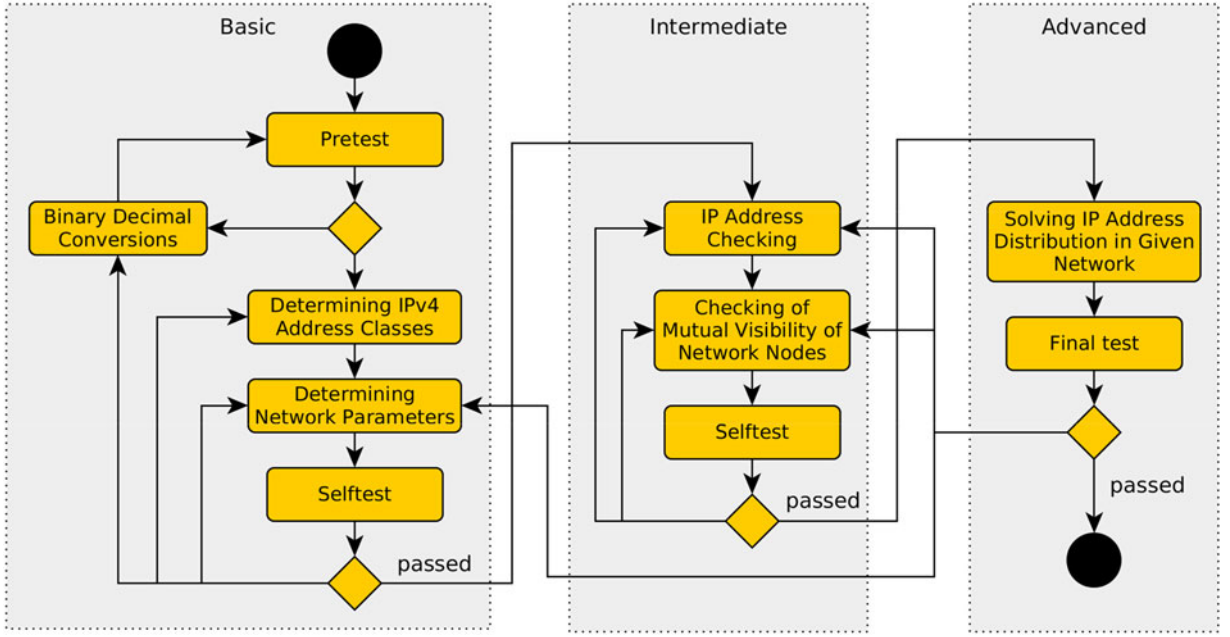 Basic
Pretest
Binary Decimal
Conversions
Determining IPv4
Address Classes
Determining
Network Parameters
Selftest
passed
Intermediate
IP Address
Checking
Checking of
Mutual Visibility of
Network Nodes
Selftest
passed
Advanced
Solving IP Address
Distribution in Given
Network
Final test
passed